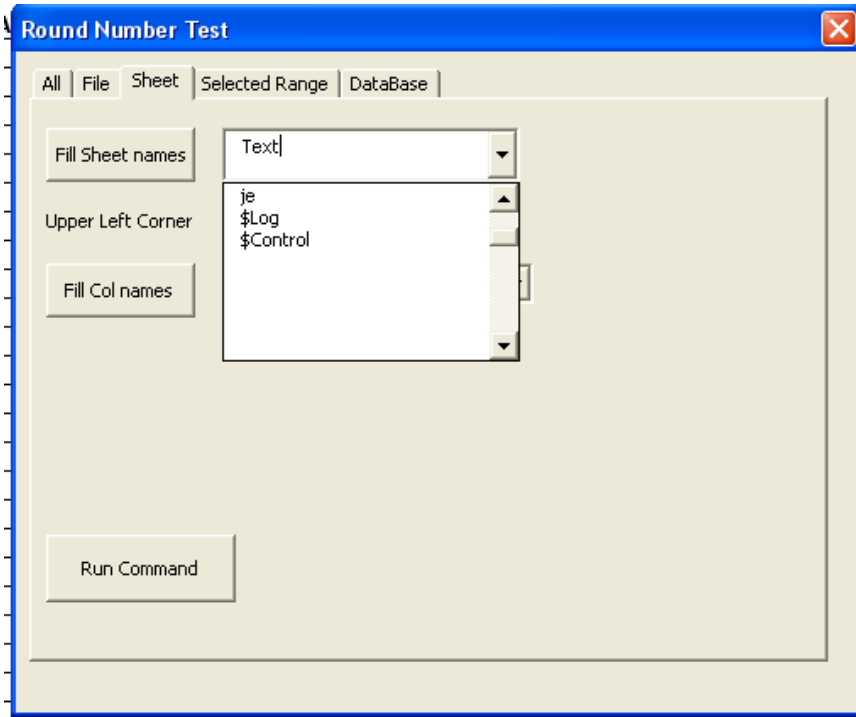 Round Number Test
All File Sheet Selected Range DataBase
Fill Sheet names Text
je
$Log
Upper Left Corner
$Control
Fill Col names
Run Command